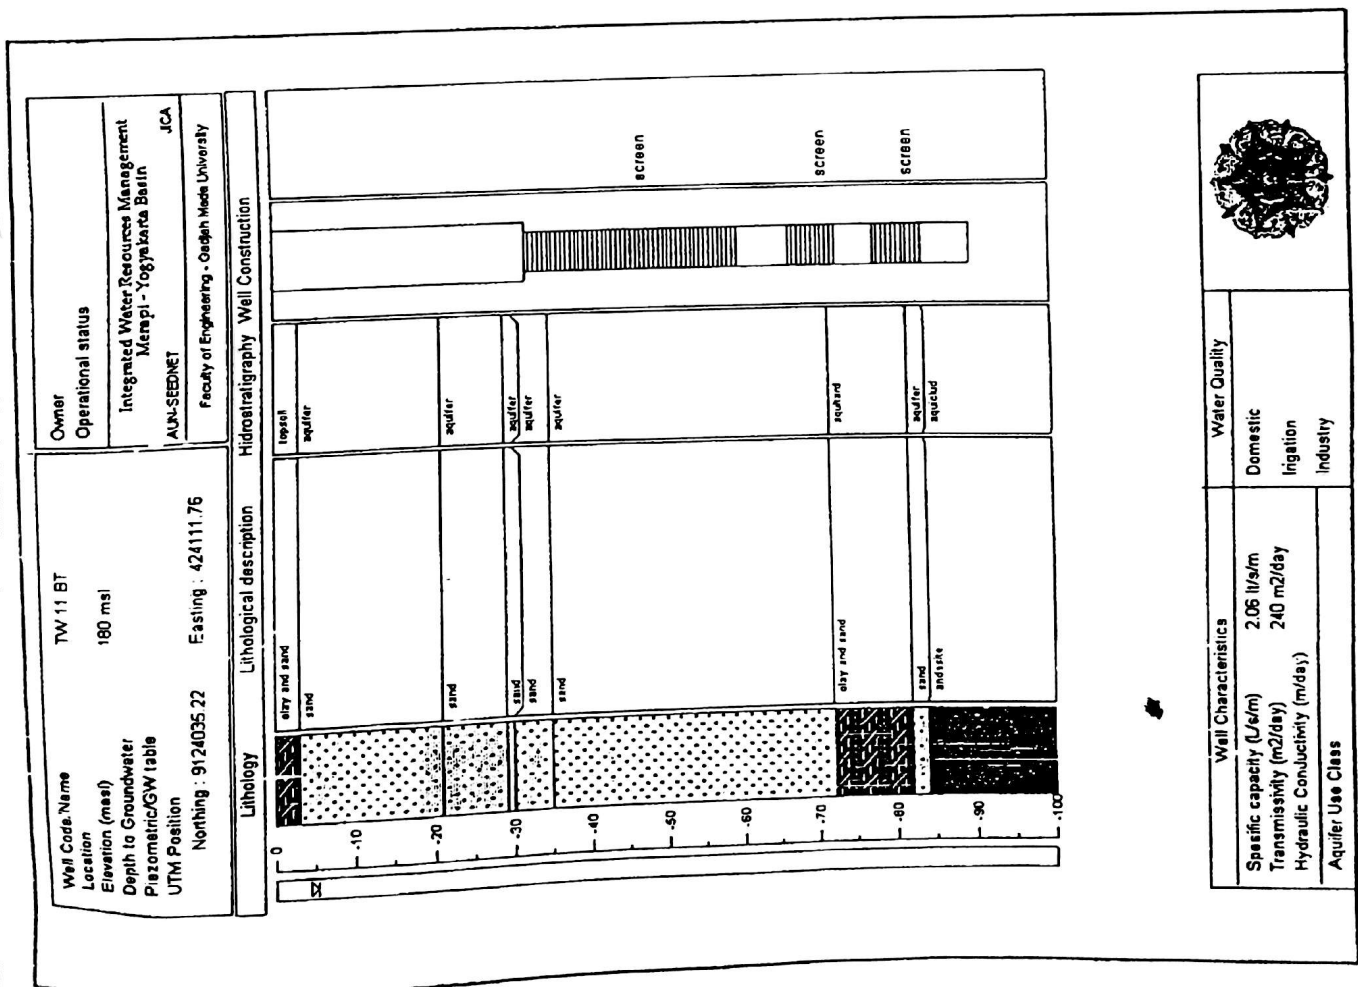 Well Code/Name TW 11 BT
Location
Elevation (masl) 180 msl
Depth to Groundwater
Piezometric/GW table
UTM Position
Northing : 9124035.22 Easting : 424111.76
Owner
Operational status
Integrated Water Resources Management
Merapi - Yogyakarta Basin
AUN-SEEDNET JICA
Faculty of Engineering - Gadjah Mada University
Lithology Lithological description Hidrostratigraphy Well Construction
0
-10
-20
-30
-40
-50
-60
-70
-80
-90
-100
clay and sand
sand
sand
sand
sand
sand
clay and sand
sand
andesite
topsoil
aquifer
aquifer
aquifer
aquifer
aquifer
aquitard
aquifer
aquclud
screen
screen
screen
Well Characteristics
Spesific capacity (L/s/m) 2.06 lt/s/m
Transmissivity (m2/day) 240 m2/day
Hydraulic Conductivity (m/day)
Aquifer Use Class
Water Quality
Domestic
Irigation
Industry